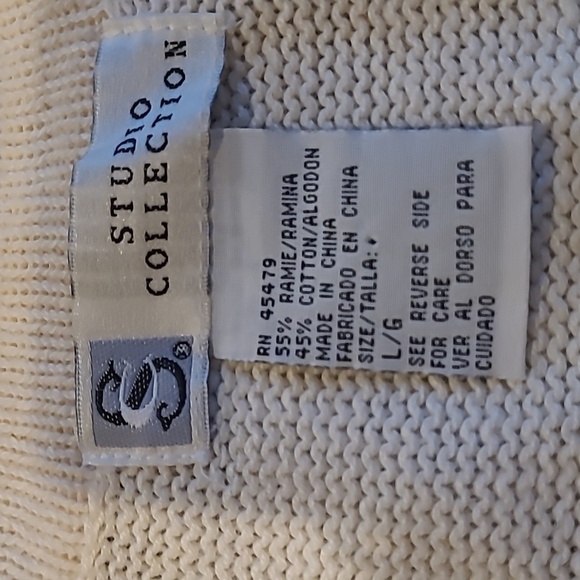 S®
STUDIO
COLLECTION
RN 45479
55% RAMIE/RAMINA
45% COTTON/ALGODON
MADE IN CHINA
FABRICADO EN CHINA
SIZE/TALLA:•
L/G
SEE REVERSE SIDE
FOR CARE
VER AL DORSO PARA
CUIDADO